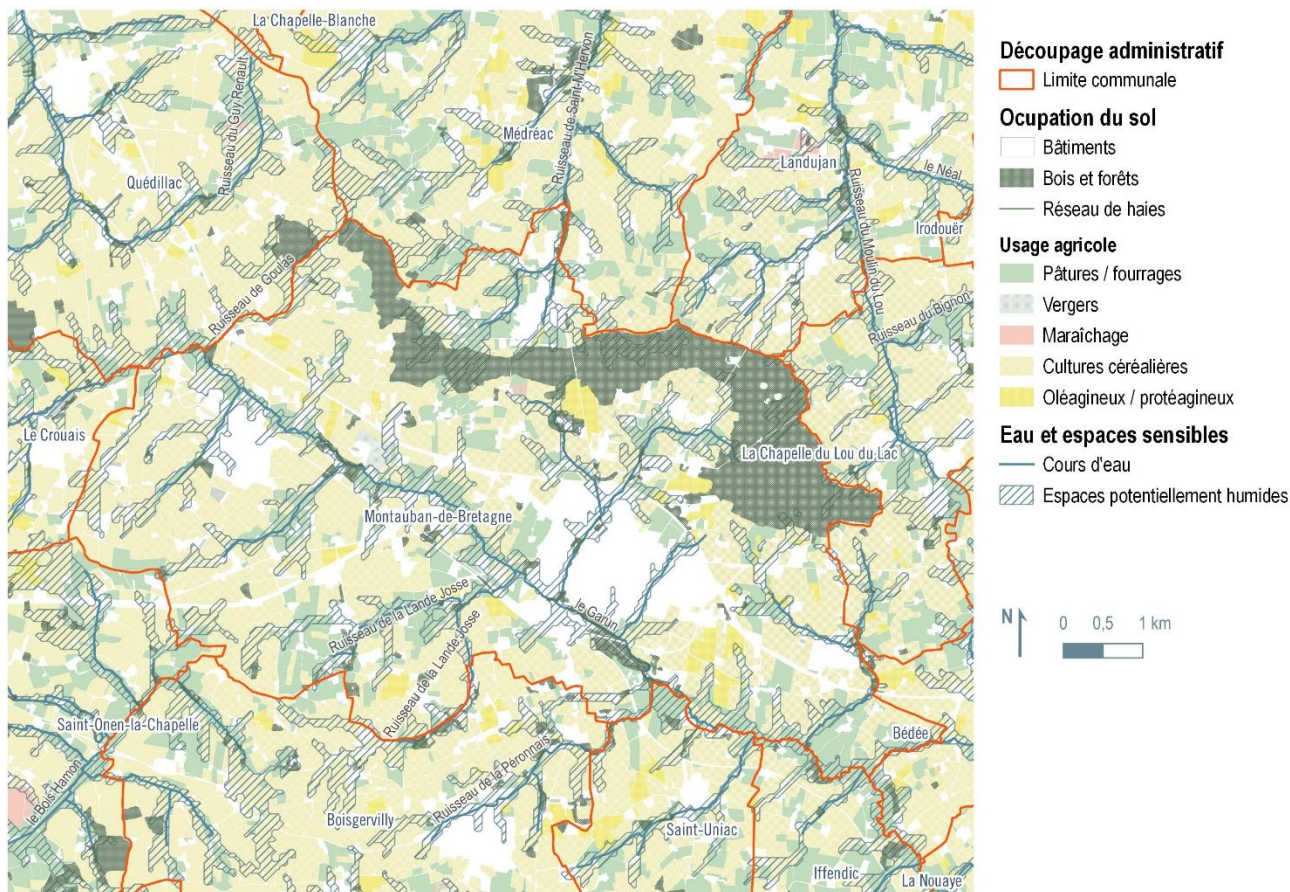 La Chapelle-Blanche
Ruisseau du Guy Renault
Ruisseau de Saint-M'Hervon
Médréac
Landujan
le Néal
Quédillac
Irodouër
Ruisseau du Moulin du Lou
Ruisseau de Goulas
Ruisseau du Bignon
Le Crouais
La Chapelle du Lou du Lac
Montauban-de-Bretagne
Ruisseau de la Lande Josse
le Garun
Ruisseau de la Lande Josse
Saint-Onen-la-Chapelle
Bédée
le Bois Hamon
Ruisseau de la Péronnais
Boisgervilly
Saint-Uniac
Iffendic
La Nouaye
Découpage administratif
Limite communale
Ocupation du sol
Bâtiments
Bois et forêts
Réseau de haies
Usage agricole
Pâtures / fourrages
Vergers
Maraîchage
Cultures céréalières
Oléagineux / protéagineux
Eau et espaces sensibles
Cours d'eau
Espaces potentiellement humides
N
0 0,5 1 km